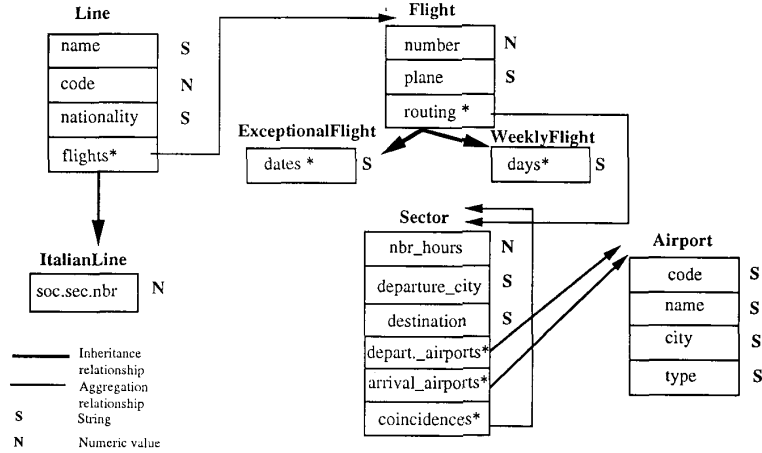 Line
name S
code N
nationality S
flights*
Flight
number N
plane S
routing *
ExceptionalFlight
dates * S
WeeklyFlight
days* S
ItalianLine
soc.sec.nbr N
Sector
nbr_hours N
departure_city S
destination S
depart._airports*
arrival_airports*
coincidences*
Airport
code S
name S
city S
type S
Inheritance
relationship
Aggregation
relationship
S String
N Numeric value